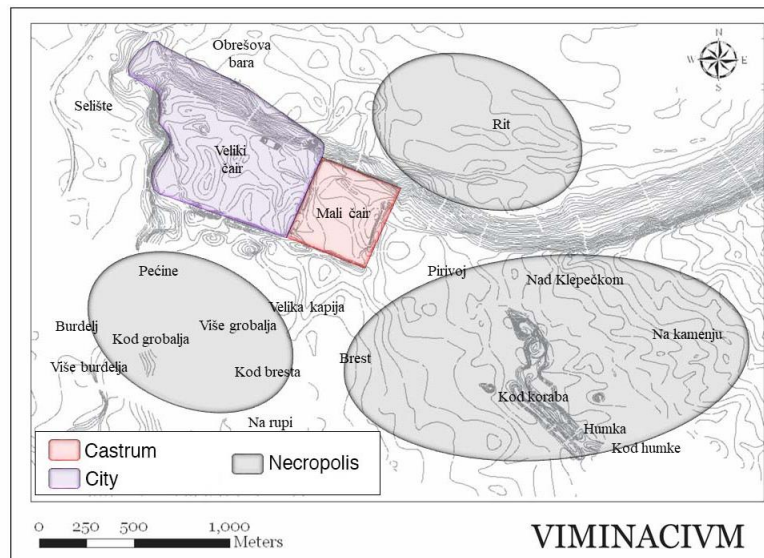 Obrešova
bara
N
W E
S
Selište
Rit
Veliki
čair
Mali čair
Pećine
Pirivoj
Nad Klepečkom
Velika kapija
Burdelj
Više grobalja
Kod grobalja
Na kamenju
Brest
Više burdelja
Kod bresta
Kod koraba
Na rupi
Humka
Kod humke
Castrum
City
Necropolis
0 250 500 1,000
Meters
VIMINACIVM